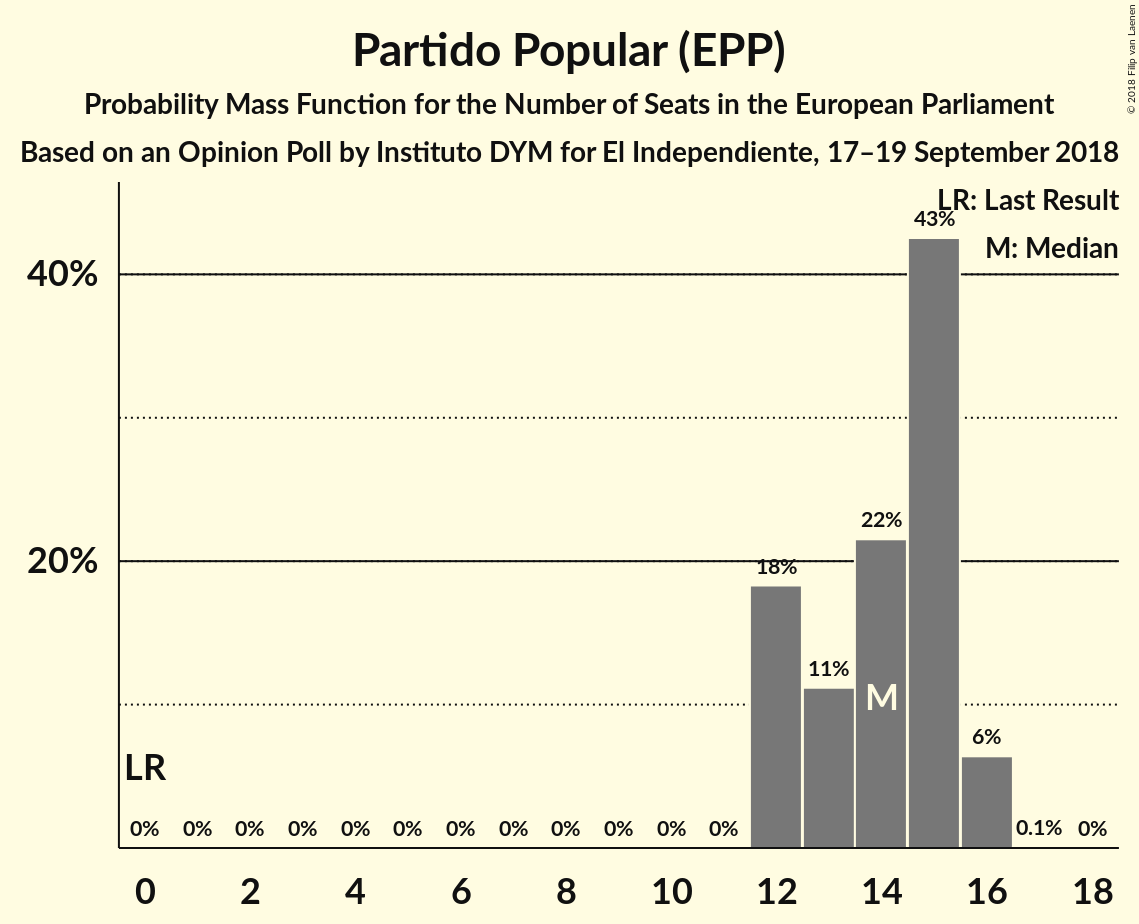 Partido Popular (EPP)
Probability Mass Function for the Number of Seats in the European Parliament
Based on an Opinion Poll by Instituto DYM for El Independiente, 17–19 September 2018
© 2018 Filip van Laenen
LR: Last Result
M: Median
43%
40%
22%
20%
18%
11%
M
6%
LR
0% 0% 0% 0% 0% 0% 0% 0% 0% 0% 0% 0% 0.1% 0%
0 2 4 6 8 10 12 14 16 18